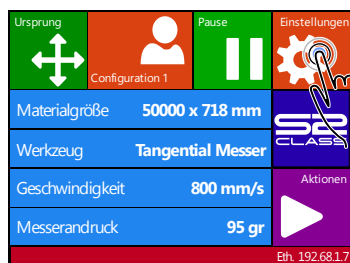 Ursprung
Configuration 1
Pause
Einstellungen
Materialgröße 50000 x 718 mm
Werkzeug Tangential Messer
Geschwindigkeit 800 mm/s
Messerandruck 95 gr
S2
CLASS
Aktionen
Eth. 192.68.1.7